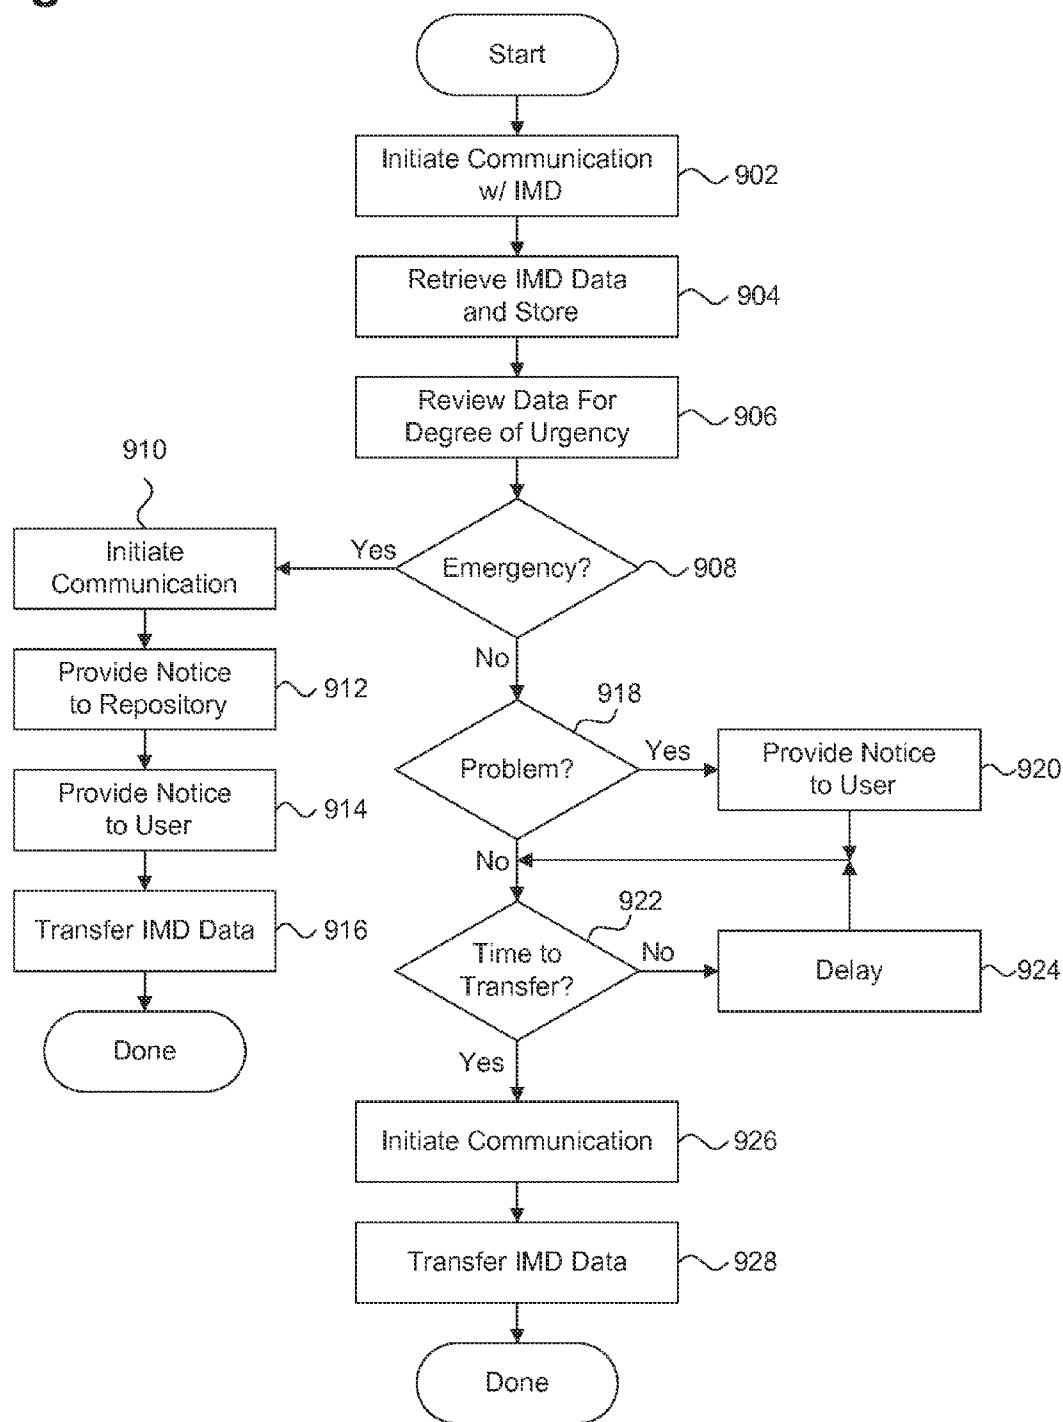 Start
Initiate Communication
w/ IMD
902
Retrieve IMD Data
and Store
904
Review Data For
Degree of Urgency
906
910
Initiate
Communication
Yes
Emergency?
908
No
Provide Notice
to Repository
912
918
Problem?
Yes
Provide Notice
to User
920
Provide Notice
to User
914
No
922
Transfer IMD Data
916
Time to
Transfer?
No
Delay
924
Done
Yes
Initiate Communication
926
Transfer IMD Data
928
Done